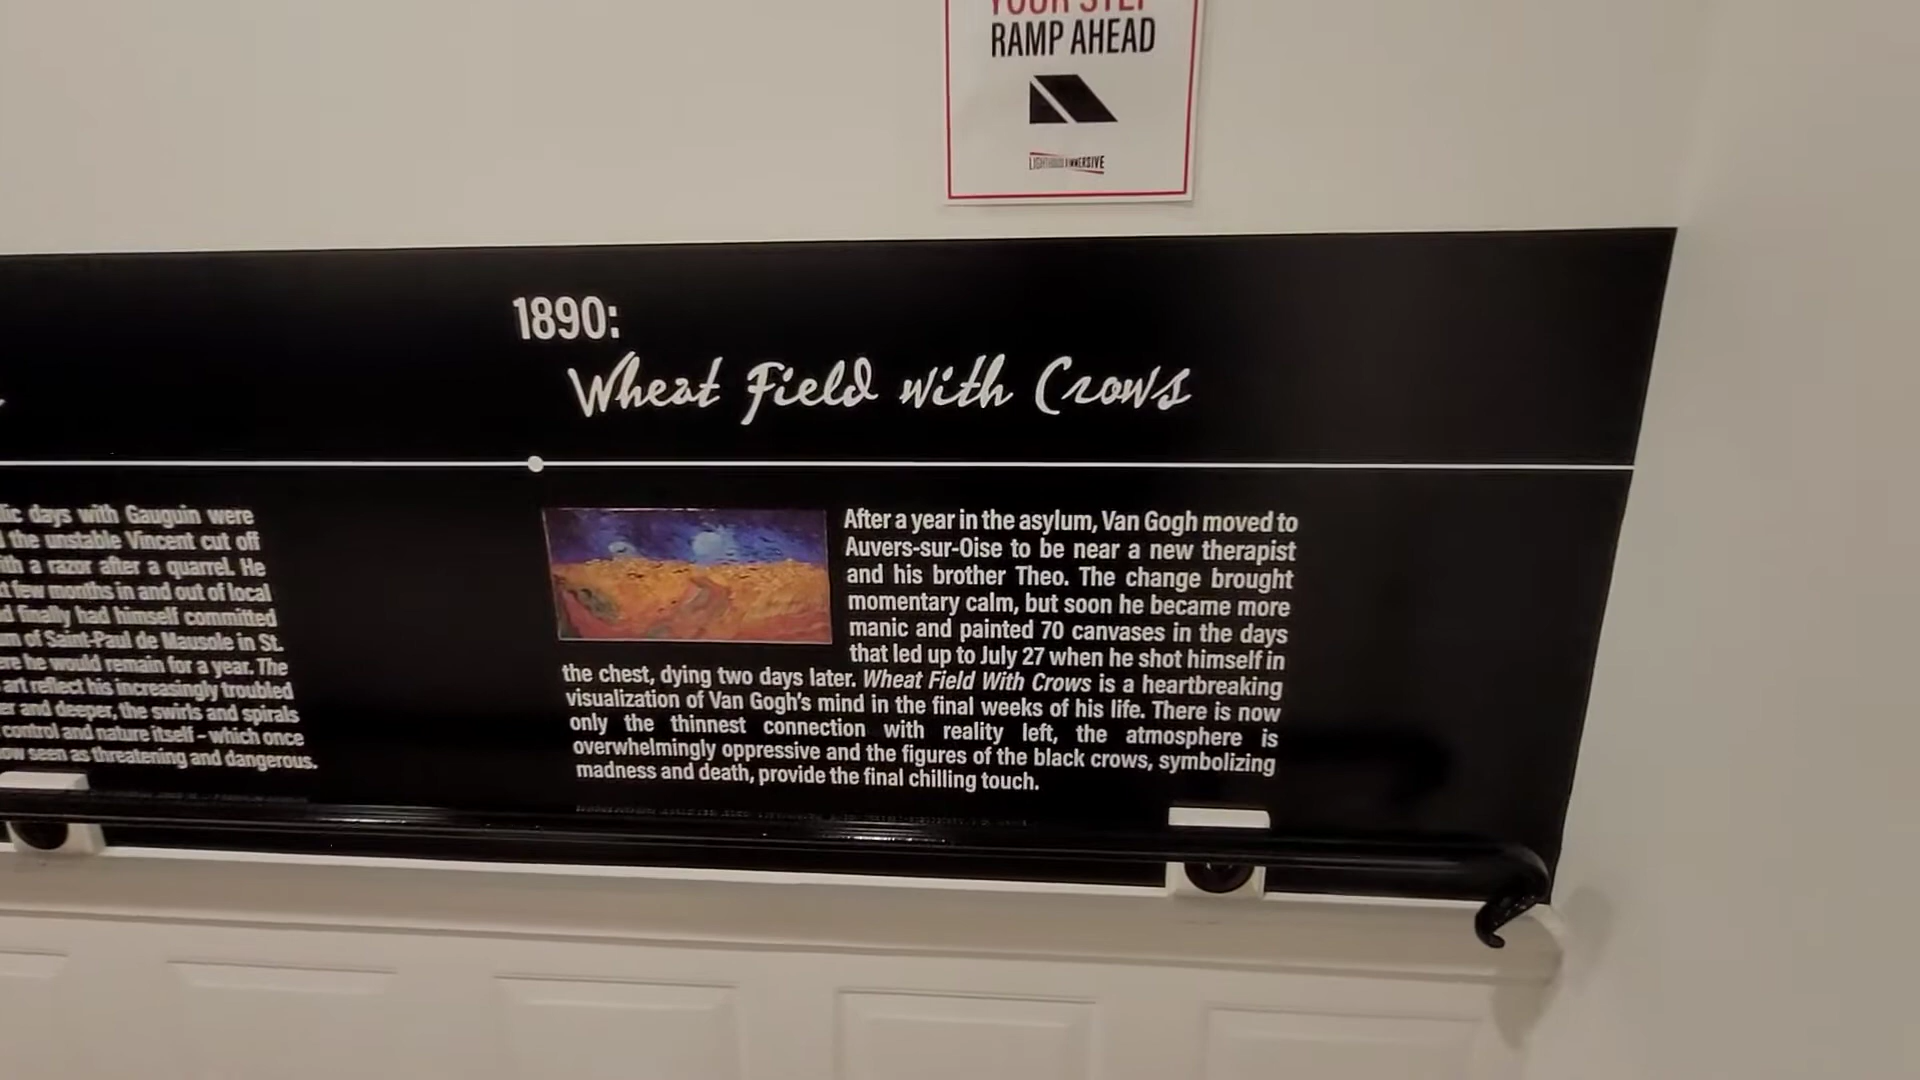 YOUR STEP
RAMP AHEAD
LIGHTHOUSE IMMERSIVE
1890:
Wheat Field with Crows
days with Gauguin were
the unstable Vincent cut off
with a razor after a quarrel. He
few months in and out of local
finally had himself committed
of Saint-Paul de Mausole in St.
he would remain for a year. The
art reflect his increasingly troubled
and deeper, the swirls and spirals
control and nature itself – which once
now seen as threatening and dangerous.
After a year in the asylum, Van Gogh moved to
Auvers-sur-Oise to be near a new therapist
and his brother Theo. The change brought
momentary calm, but soon he became more
manic and painted 70 canvases in the days
that led up to July 27 when he shot himself in
the chest, dying two days later. Wheat Field With Crows is a heartbreaking
visualization of Van Gogh's mind in the final weeks of his life. There is now
only the thinnest connection with reality left, the atmosphere is
overwhelmingly oppressive and the figures of the black crows, symbolizing
madness and death, provide the final chilling touch.